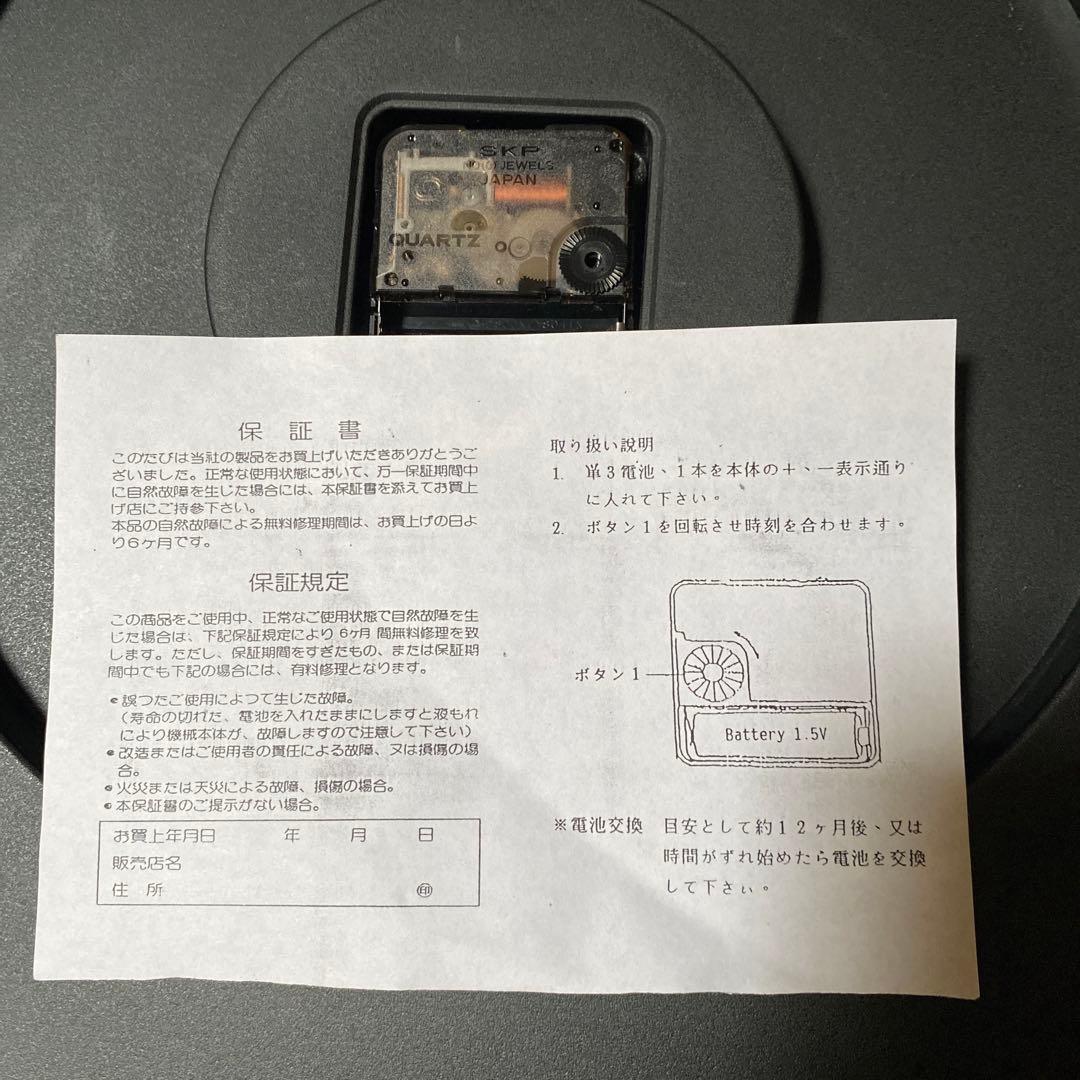 SKP
NO(0) JEWELS
JAPAN
QUARTZ
保証書
このたびは当社の製品をお買上げいただきありがとうご
ざいました。正常な使用状態において、万一保証期間中
に自然故障を生じた場合には、本保証書を添えてお買上
げ店にご持参下さい。
本品の自然故障による無料修理期間は、お買上げの日よ
り6ケ月です。
保証規定
この商品をご使用中、正常なご使用状態で自然故障を生
じた場合は、下記保証規定により 6ヶ月 間無料修理を致
します。ただし、保証期間をすぎたもの、または保証期
間中でも下記の場合には、有料修理となります。
●誤つたご使用によつて生じた故障。
(寿命の切れた、電池を入れたままにしますと液もれ
により機械本体が、故障しますので注意して下さい)
●改造またはご使用者の責任による故障、又は損傷の場
合。
●火災または天災による故障、損傷の場合。
●本保証書のご提示がない場合。
お買上年月日 年 月 日
販売店名
住 所 ㊞
取り扱い説明
1. 単3電池、1本を本体の＋、－表示通り
に入れて下さい。
2. ボタン1を回転させ時刻を合わせます。
ボタン1
Battery 1.5V
※電池交換 目安として約12ヶ月後、又は
時間がずれ始めたら電池を交換
して下さい。